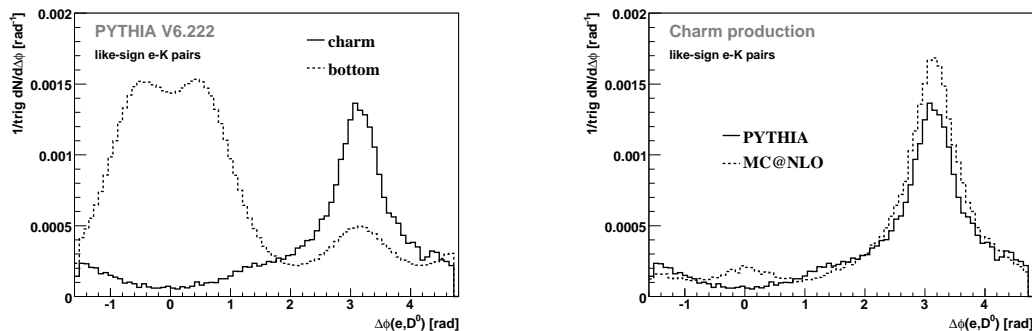 PYTHIA V6.222
like-sign e-K pairs
charm
bottom
1/trig dN/dΔϕ [rad⁻¹]
0.002
0.0015
0.001
0.0005
0
-1 0 1 2 3 4
Δϕ(e,D⁰) [rad]
Charm production
like-sign e-K pairs
PYTHIA
MC@NLO
1/trig dN/dΔϕ [rad⁻¹]
0.002
0.0015
0.001
0.0005
0
-1 0 1 2 3 4
Δϕ(e,D⁰) [rad]